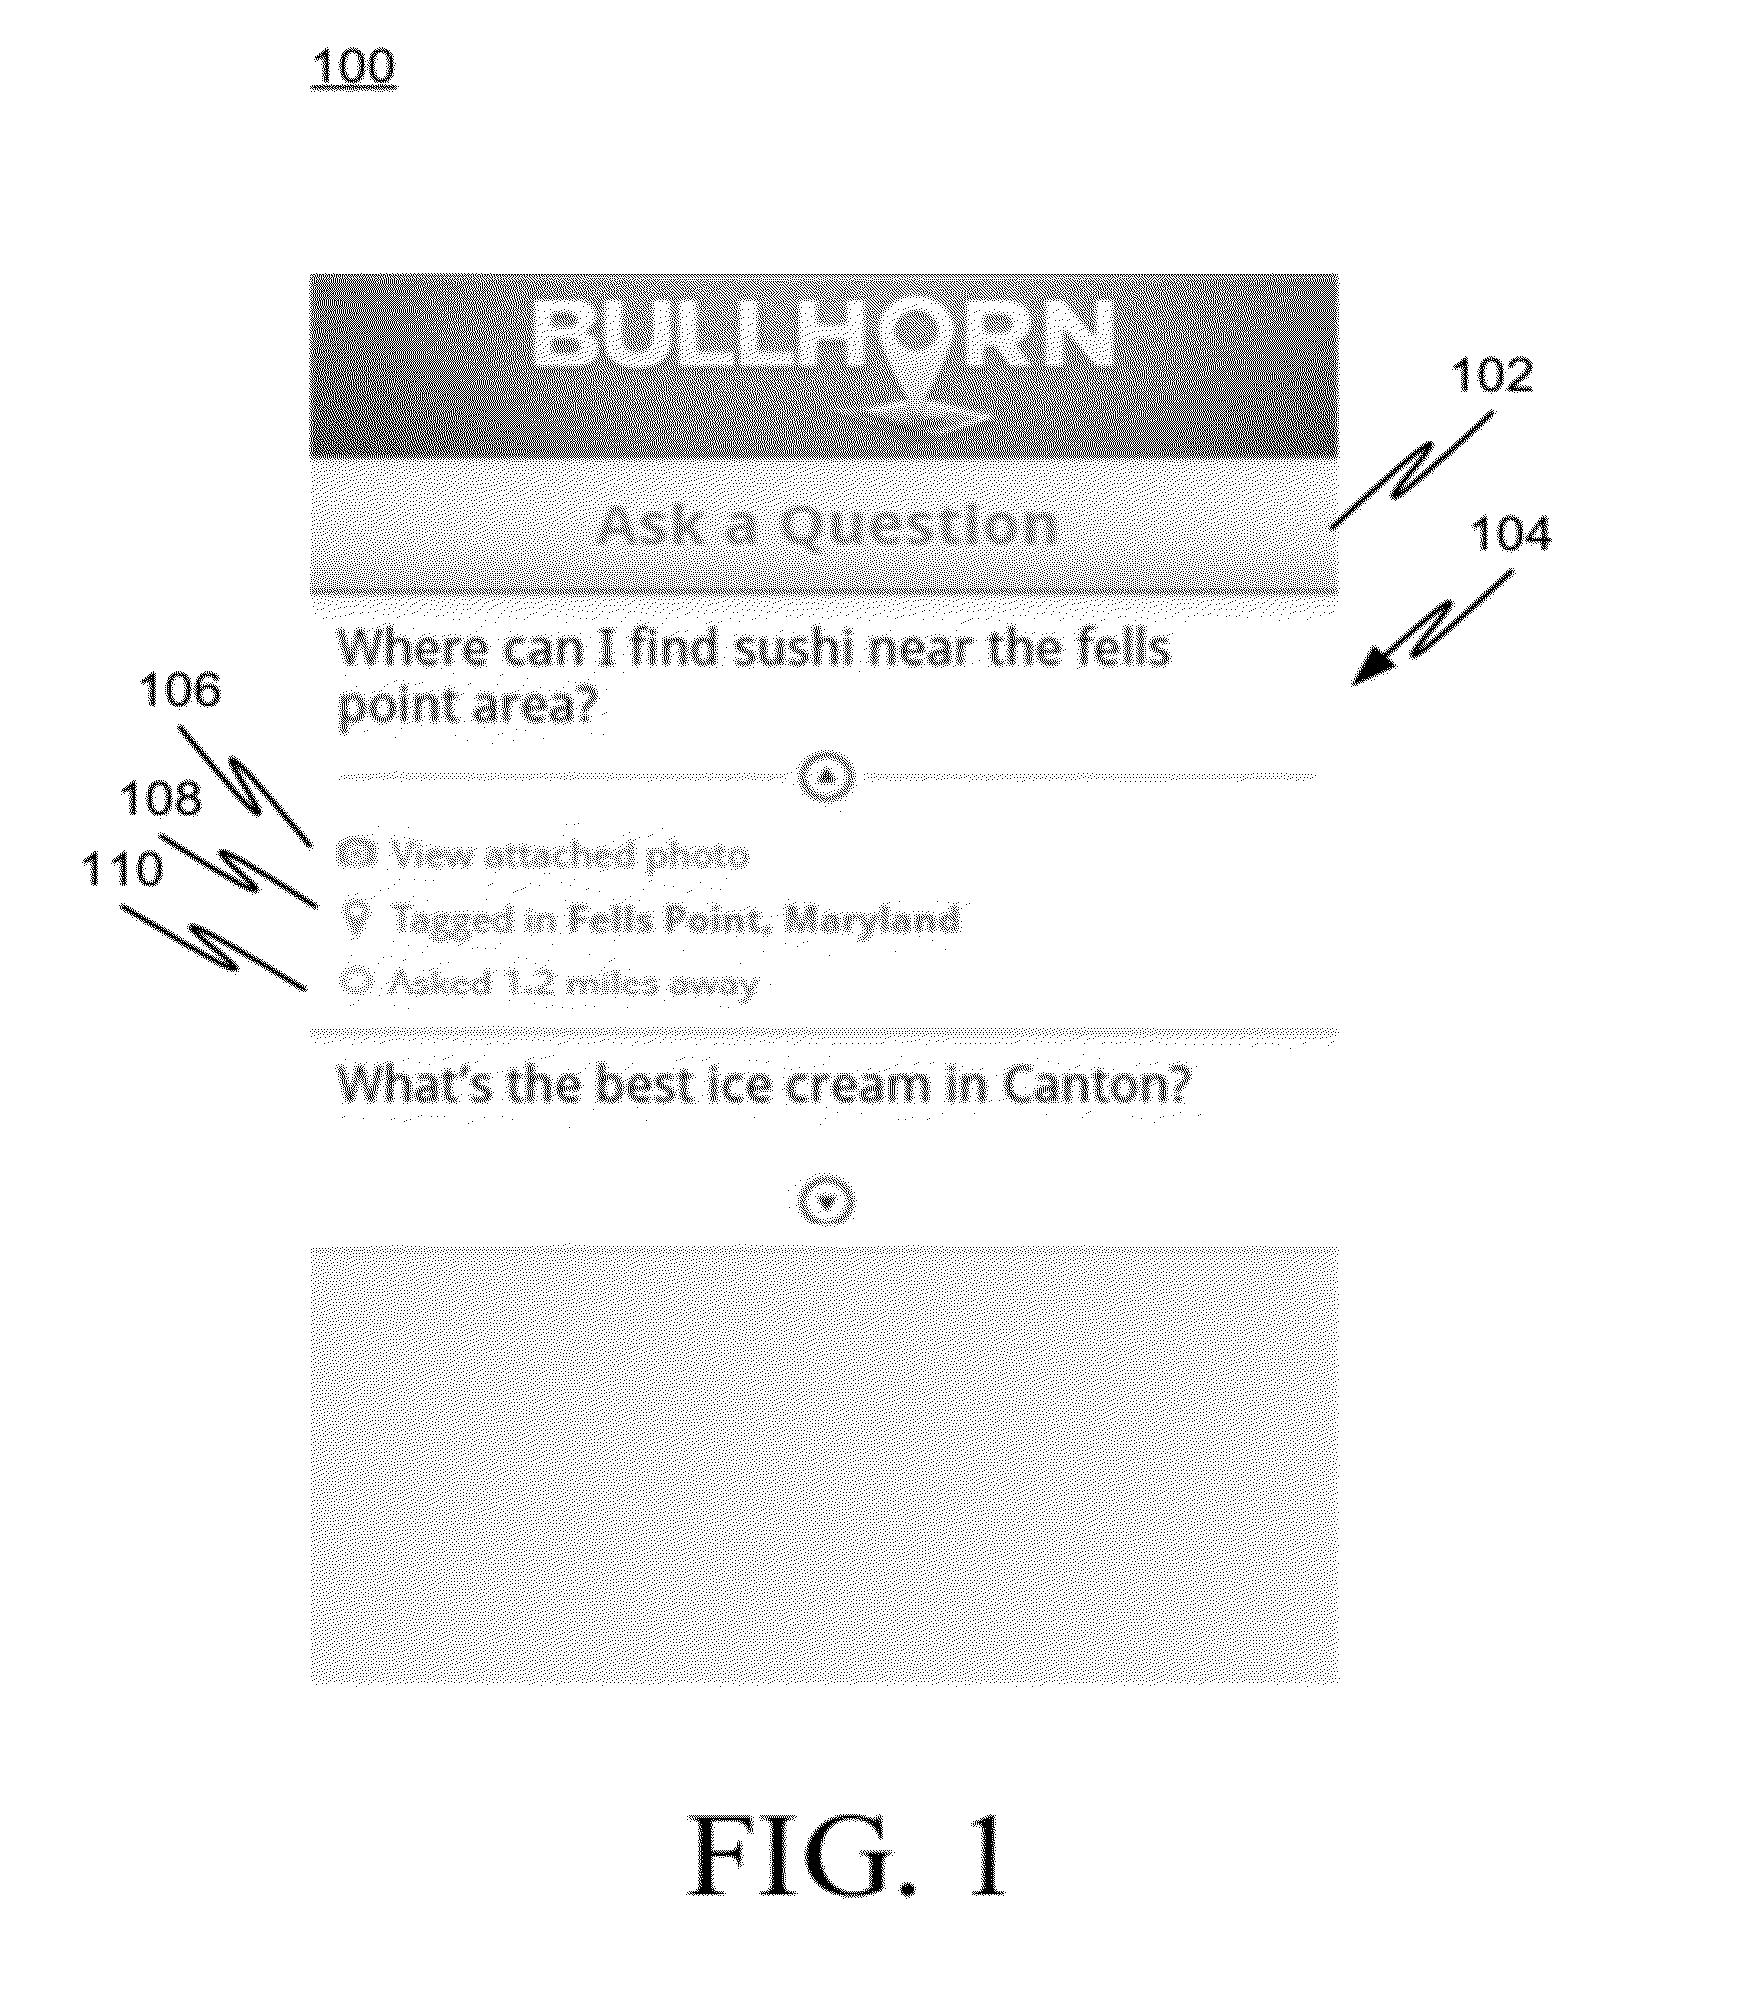 100
BULLHORN
102
Ask a Question
104
Where can I find sushi near the fells
point area?
106
View attached photo
108
Tagged in Fells Point, Maryland
110
Asked 1.2 miles away
What's the best ice cream in Canton?
FIG. 1